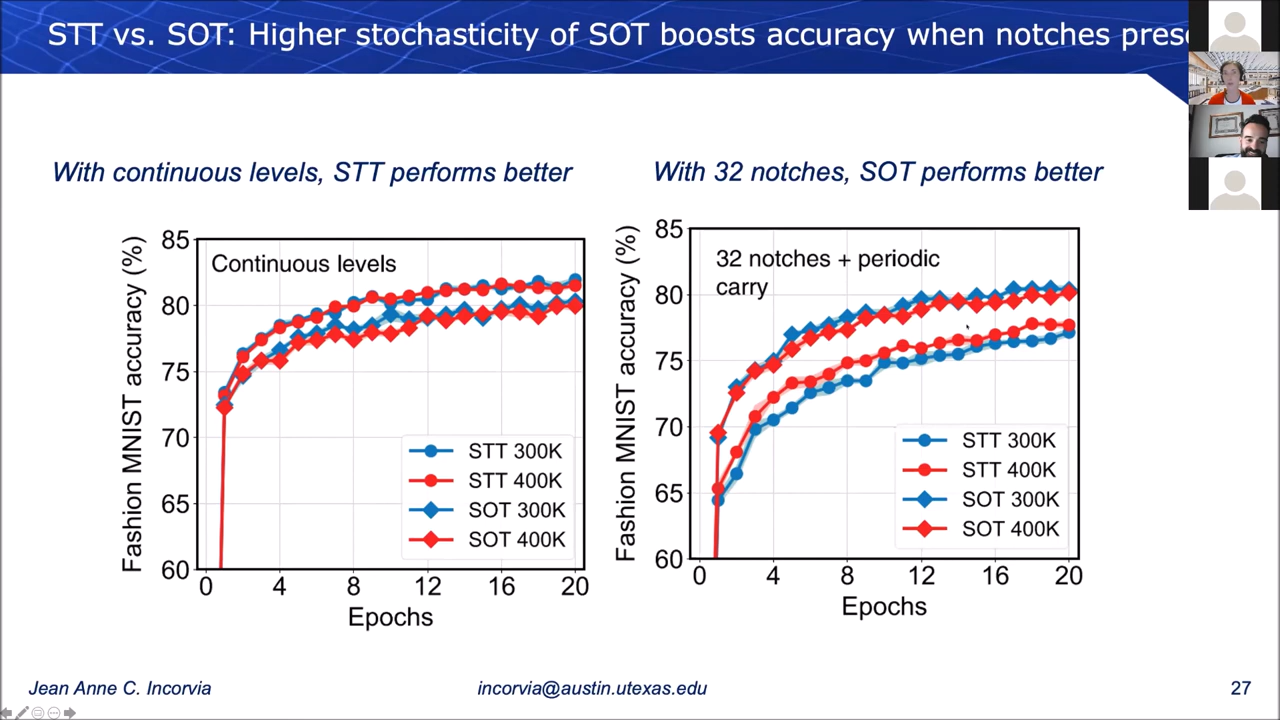 STT vs. SOT: Higher stochasticity of SOT boosts accuracy when notches
With continuous levels, STT performs better
With 32 notches, SOT performs better
Fashion MNIST accuracy (%)
85
80
75
70
65
60
Continuous levels
STT 300K
STT 400K
SOT 300K
SOT 400K
0 4 8 12 16 20
Epochs
Fashion MNIST accuracy (%)
85
80
75
70
65
60
32 notches + periodic
carry
STT 300K
STT 400K
SOT 300K
SOT 400K
0 4 8 12 16 20
Epochs
Jean Anne C. Incorvia
incorvia@austin.utexas.edu
27